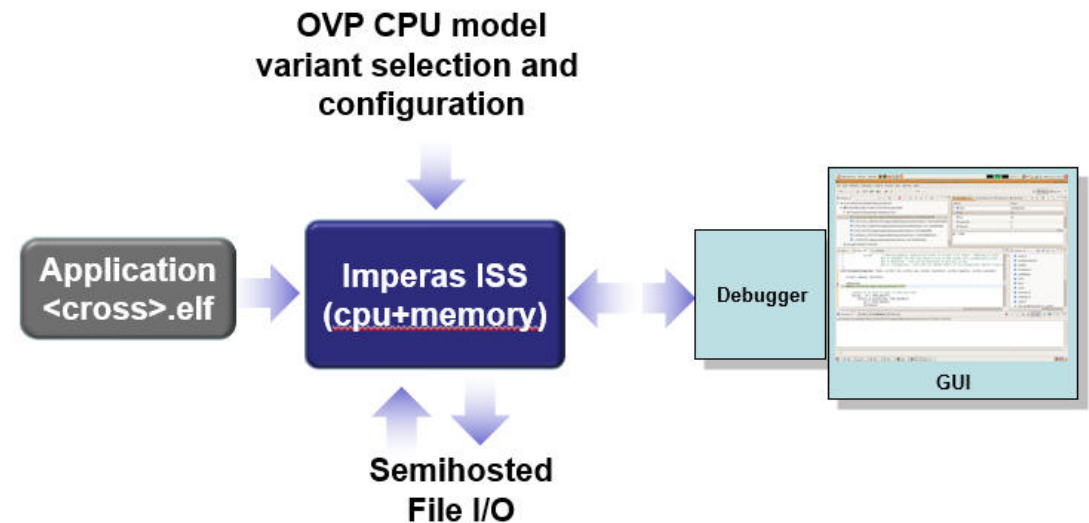 OVP CPU model
variant selection and
configuration
Application
<cross>.elf
Imperas ISS
(cpu+memory)
Debugger
GUI
Semihosted
File I/O